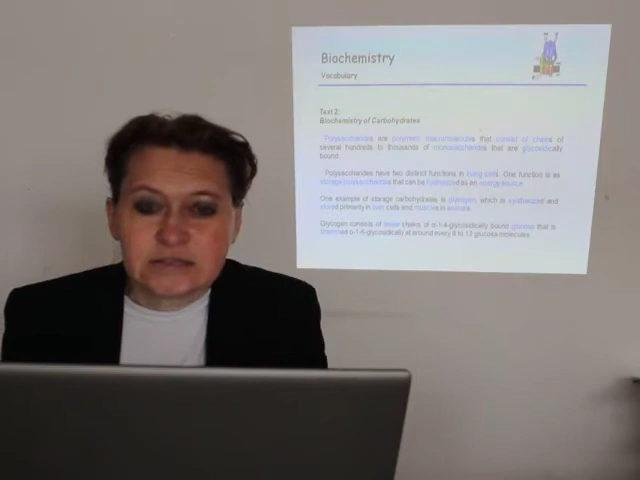 Biochemistry
Vocabulary
Text 2:
Biochemistry of Carbohydrates
Polysaccharides are polymeric macromolecules that consist of chains of
several hundreds to thousands of monosaccharides that are glycosidically
bound.
Polysaccharides have two distinct functions in living cells. One function is as
storage polysaccharides that can be hydrolyzed as an energy source.
One example of storage carbohydrates is glycogen, which is synthesized and
stored primarily in liver cells and muscles in animals.
Glycogen consists of linear chains of α-1-4-glycosidically bound glucose that is
branched α-1-6-glycosidically at around every 8 to 12 glucose molecules.